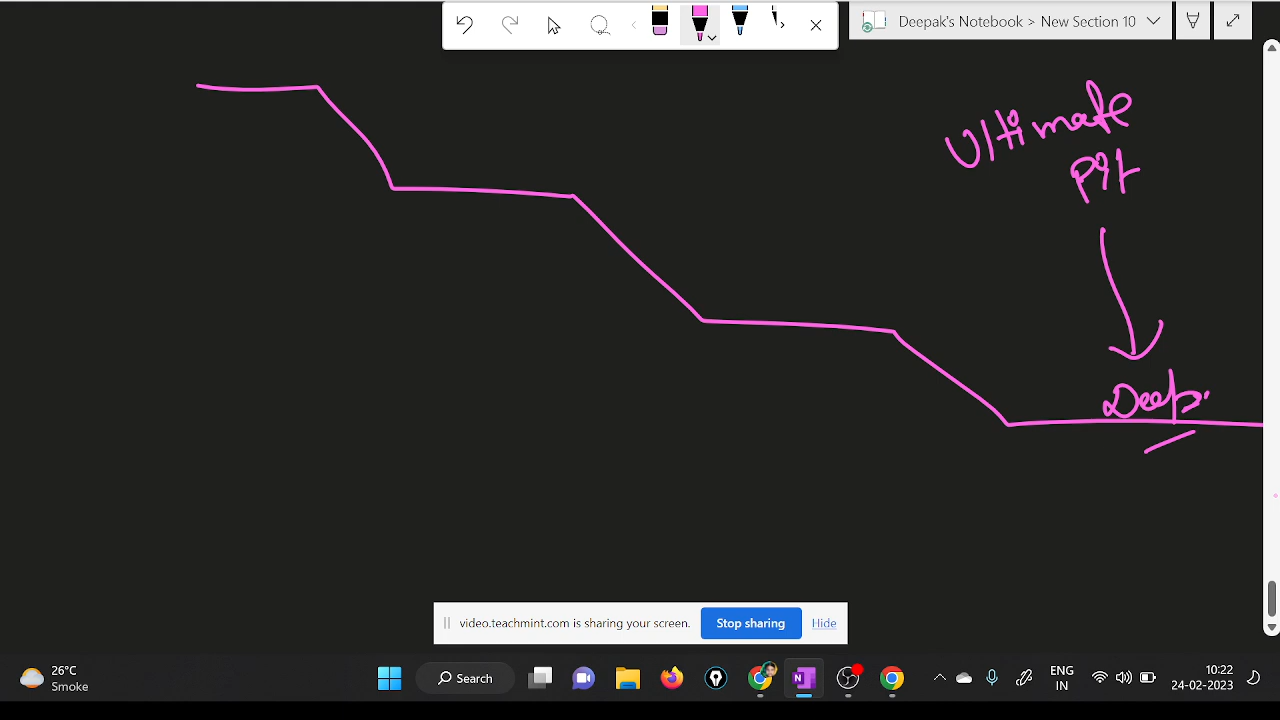 Deepak's Notebook > New Section 10
Ultimate
pit
Deep.
video.teachmint.com is sharing your screen.
Stop sharing
Hide
26°C
Smoke
Search
ENG
IN
10:22
24-02-2023